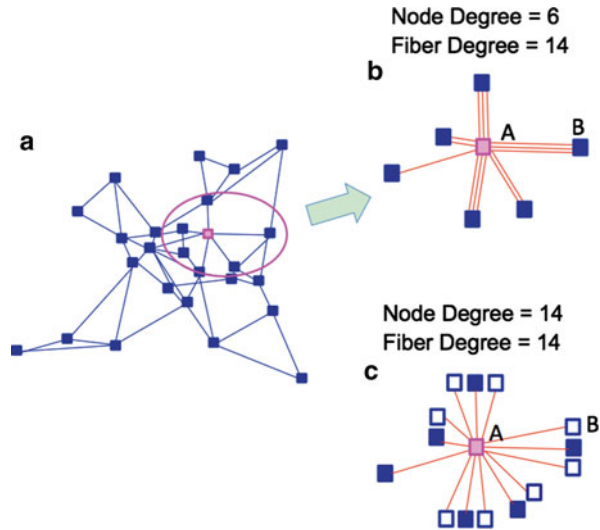 Node Degree = 6
Fiber Degree = 14
b
A
B
a
Node Degree = 14
Fiber Degree = 14
c
A
B